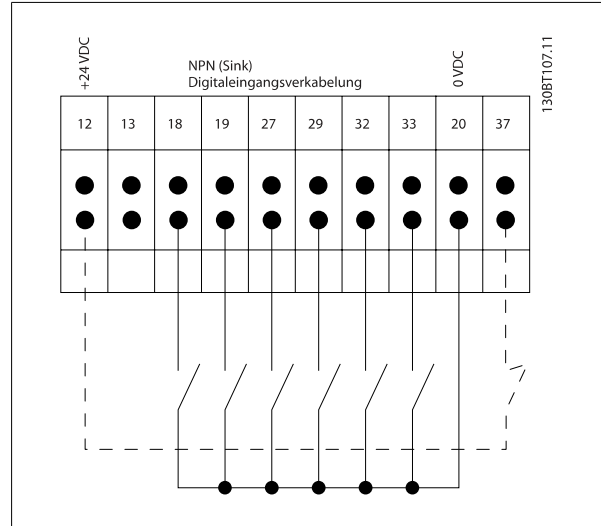 +24 VDC
NPN (Sink)
Digitaleingangsverkabelung
0 VDC
130BT107.11
12 13 18 19 27 29 32 33 20 37